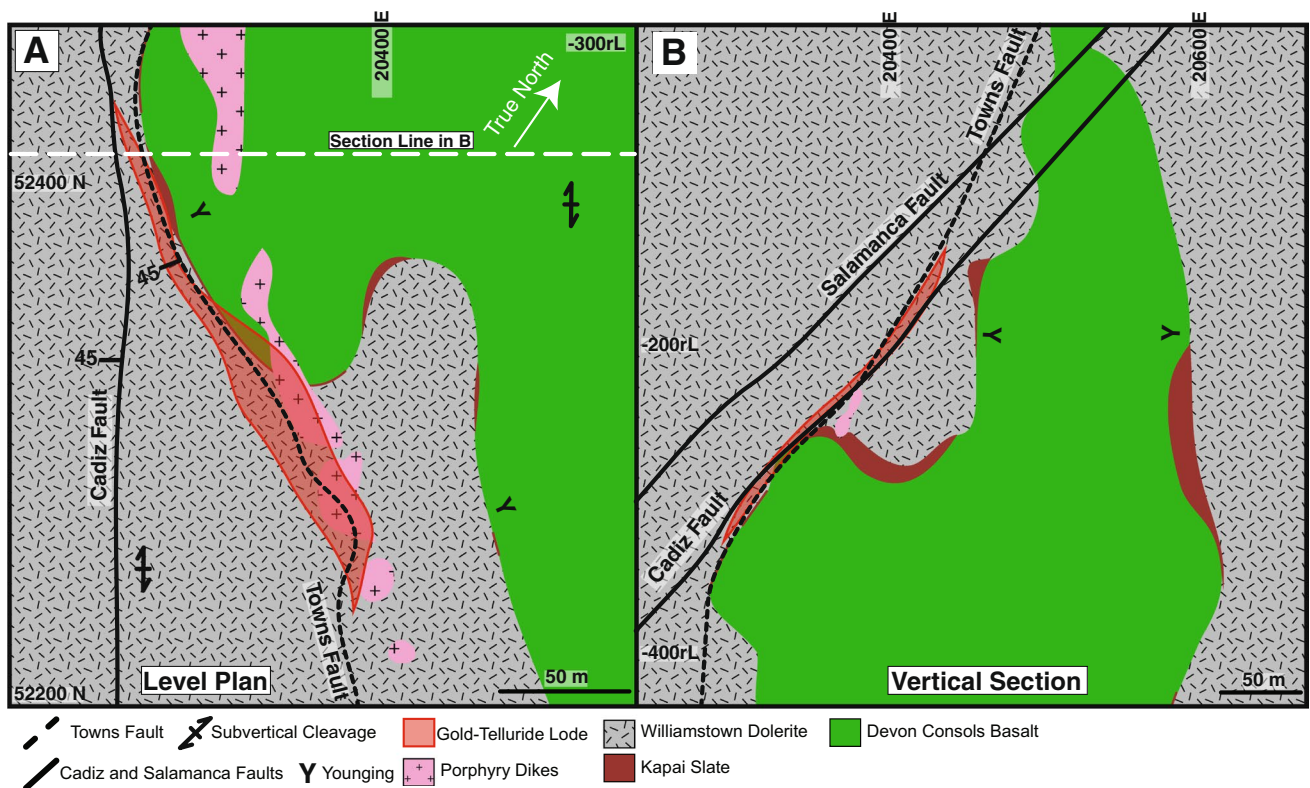 A
20400 E
-300rL
True North
Section Line in B
52400 N
Y
45
45
Cadiz Fault
Y
Towns Fault
52200 N
Level Plan
50 m
B
20400 E
20600 E
Towns Fault
Salamanca Fault
-200rL
Y
Y
Cadiz Fault
-400rL
Vertical Section
50 m
Towns Fault
Subvertical Cleavage
Gold-Telluride Lode
Williamstown Dolerite
Devon Consols Basalt
Cadiz and Salamanca Faults
Y Younging
Porphyry Dikes
Kapai Slate